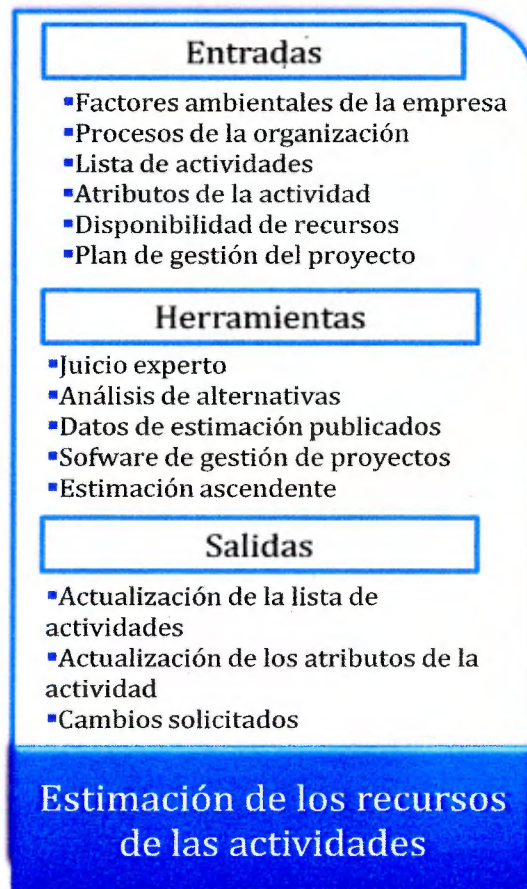 Entradas
▪Factores ambientales de la empresa
▪Procesos de la organización
▪Lista de actividades
▪Atributos de la actividad
▪Disponibilidad de recursos
▪Plan de gestión del proyecto
Herramientas
▪Juicio experto
▪Análisis de alternativas
▪Datos de estimación publicados
▪Sofware de gestión de proyectos
▪Estimación ascendente
Salidas
▪Actualización de la lista de
actividades
▪Actualización de los atributos de la
actividad
▪Cambios solicitados
Estimación de los recursos
de las actividades